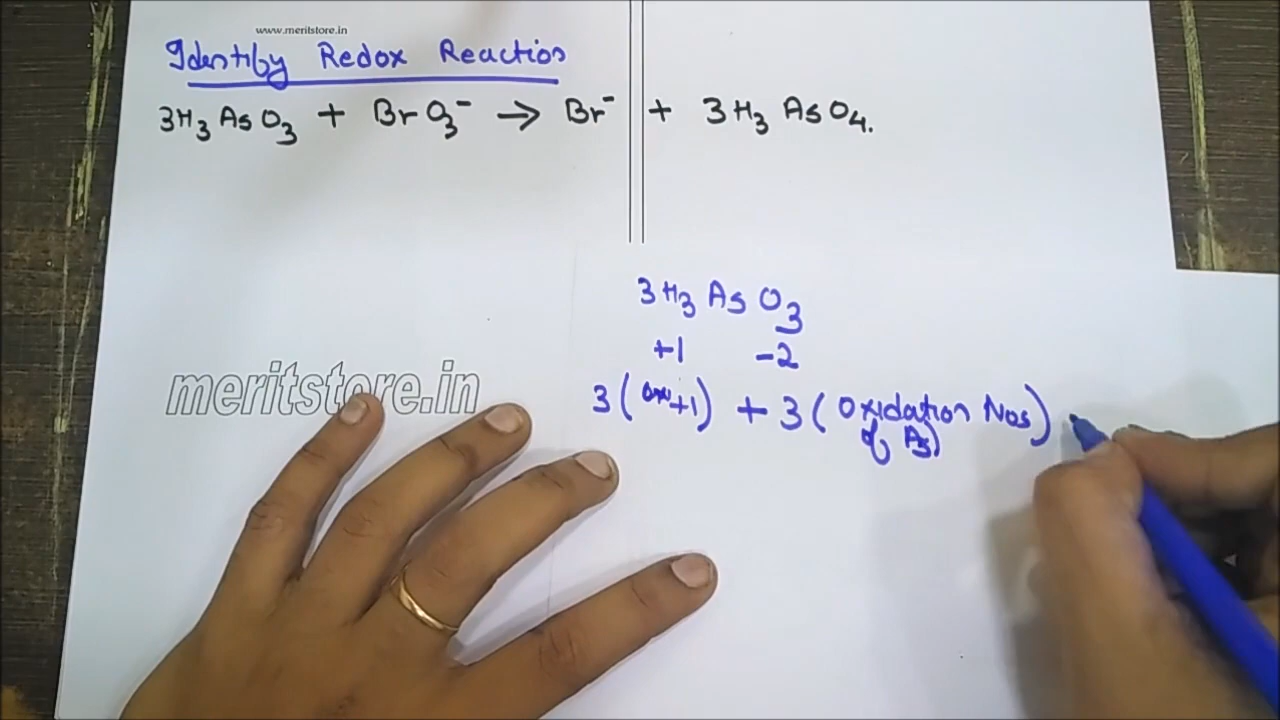 www.meritstore.in
Identify Redox Reaction
3H₃AsO₃ + BrO₃⁻ → Br⁻ + 3H₃AsO₄.
3H₃AsO₃
+1 -2
3( +1) + 3(Oxidation Nos)
of As)
meritstore.in